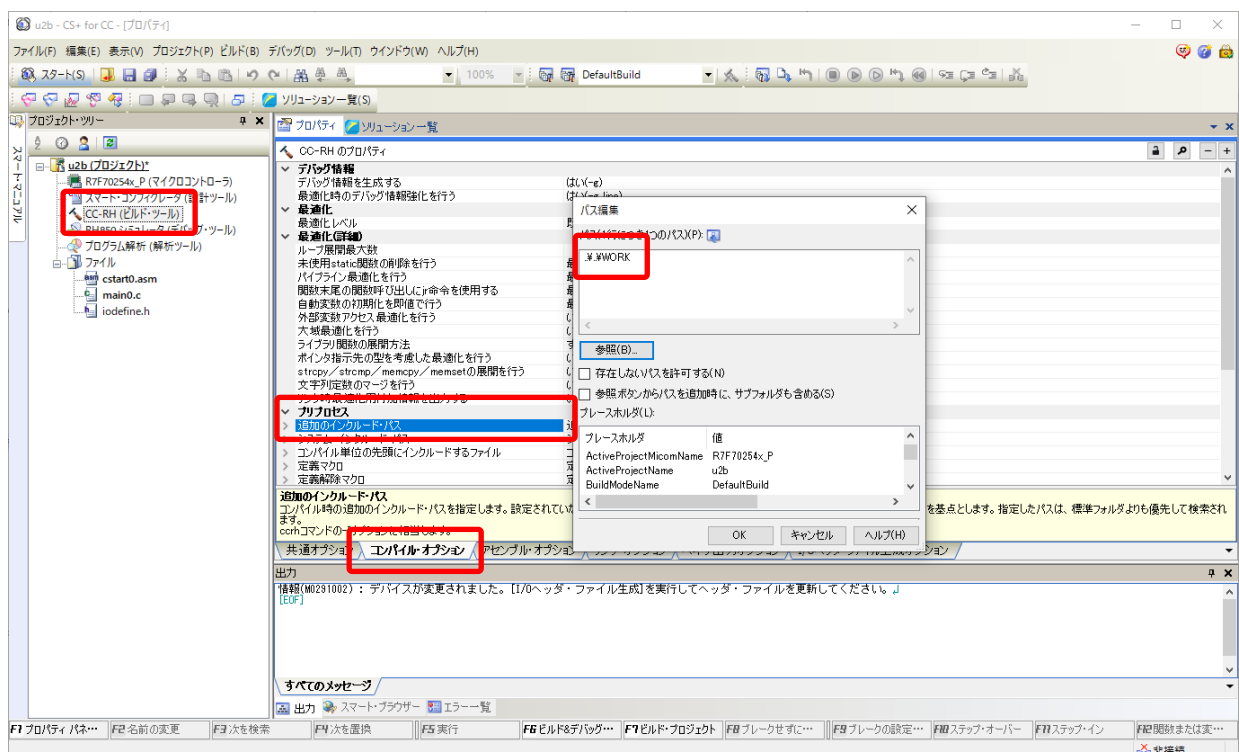 u2b - CS+ for CC - [プロパティ]
ファイル(F) 編集(E) 表示(V) プロジェクト(P) ビルド(B) デバッグ(D) ツール(T) ウインドウ(W) ヘルプ(H)
スタート(S) 100% DefaultBuild
ソリューション一覧(S)
プロジェクト・ツリー
スマート・マニュアル
u2b (プロジェクト)*
R7F70254x_P (マイクロコントローラ)
スマート・コンフィグレータ (設計ツール)
CC-RH (ビルド・ツール)
RH850 シミュレータ (デバッグ・ツール)
プログラム解析 (解析ツール)
ファイル
cstart0.asm
main0.c
iodefine.h
プロパティ ソリューション一覧
CC-RH のプロパティ
デバッグ情報
デバッグ情報を生成する はい(-g)
最適化時のデバッグ情報強化を行う はい(-g_line)
最適化
最適化レベル
最適化(詳細)
ループ展開最大数
未使用static関数の削除を行う
パイプライン最適化を行う
関数末尾の関数呼び出しにjr命令を使用する
自動変数の初期化を即値で行う
外部変数アクセス最適化を行う
大域最適化を行う
ライブラリ関数の展開方法
ポインタ指示先の型を考慮した最適化を行う
strcpy/strcmp/memcpy/memsetの展開を行う
文字列定数のマージを行う
プリプロセス
追加のインクルード・パス
システム・インクルード・パス
コンパイル単位の先頭にインクルードするファイル
定義マクロ
定義解除マクロ
追加のインクルード・パス
コンパイル時の追加のインクルード・パスを指定します。設定されてい
を基点とします。指定したパスは、標準フォルダよりも優先して検索され
ます。
共通オプション コンパイル・オプション アセンブル・オプション
パス編集
パス(1行につき1つのパス)(P):
.¥.¥WORK
参照(B)...
存在しないパスを許可する(N)
参照ボタンからパスを追加時に、サブフォルダも含める(S)
プレースホルダ(L):
プレースホルダ 値
ActiveProjectMicomName R7F70254x_P
ActiveProjectName u2b
BuildModeName DefaultBuild
OK キャンセル ヘルプ(H)
出力
情報(M0291002) : デバイスが変更されました。[I/Oヘッダ・ファイル生成]を実行してヘッダ・ファイルを更新してください。
[EOF]
すべてのメッセージ
出力 スマート・ブラウザー エラー一覧
F1 プロパティ パネ… F2 名前の変更 F3 次を検索 F4 次を置換 F5 実行 F6 ビルド&デバッグ… F7 ビルド・プロジェクト F8 ブレークせずに… F9 ブレークの設定… F10 ステップ・オーバー F11 ステップ・イン F12 関数または変…
非接続